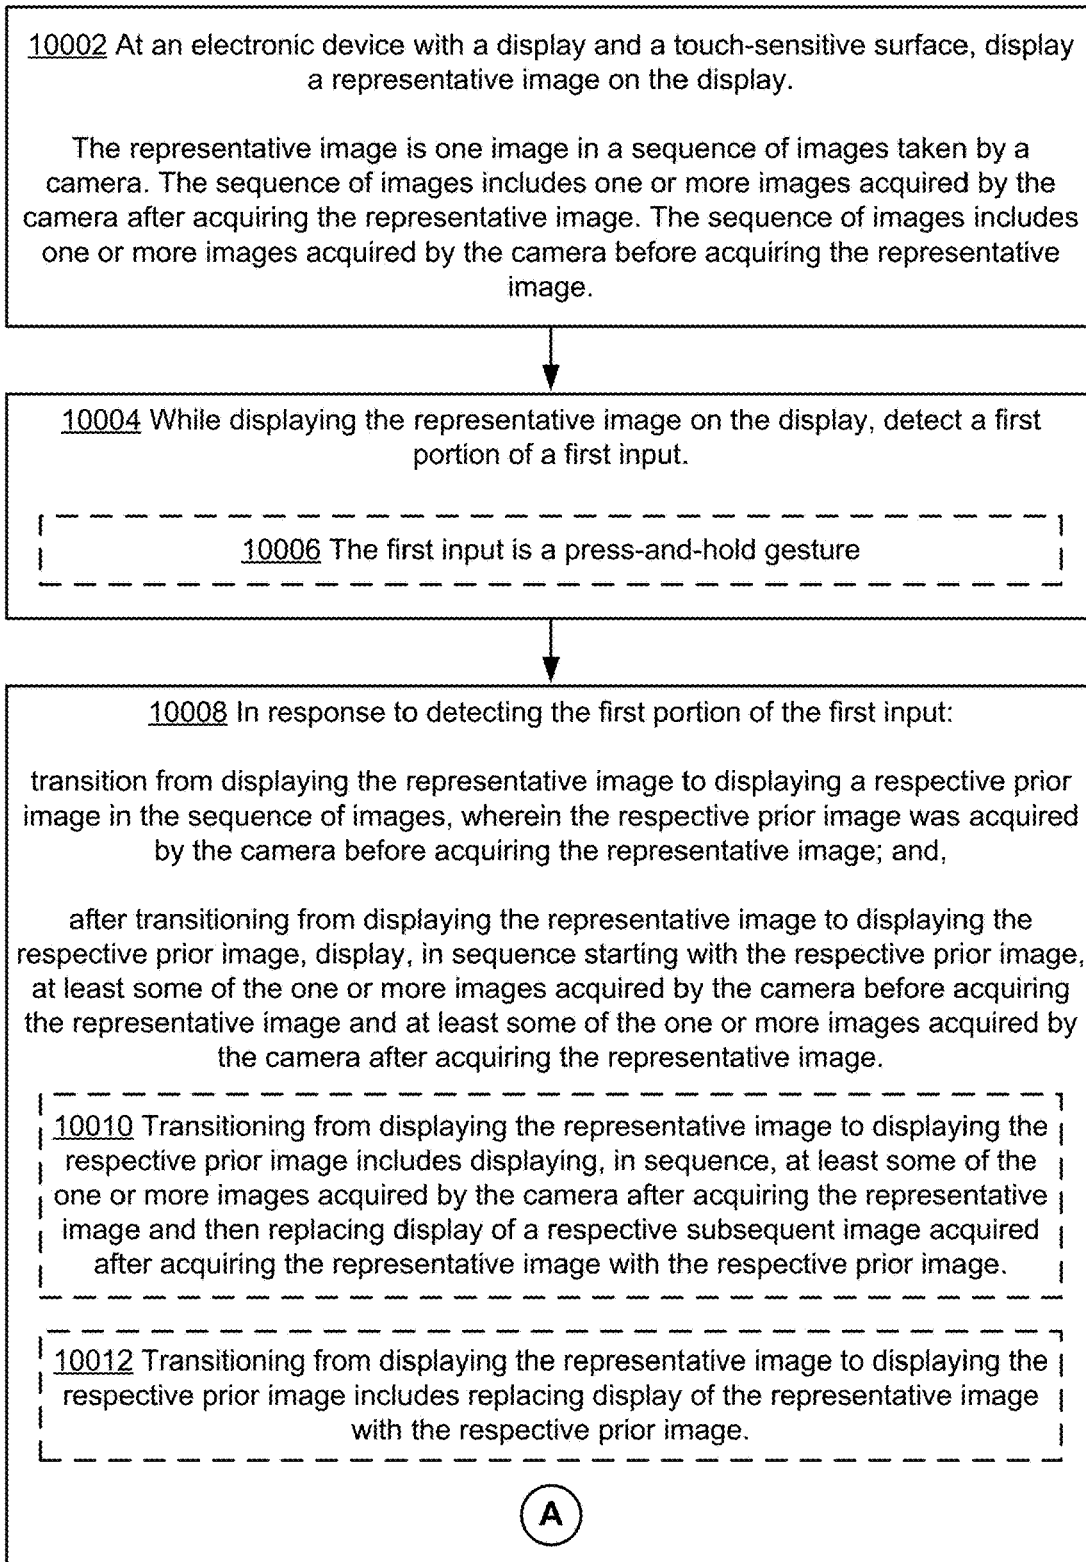 10002 At an electronic device with a display and a touch-sensitive surface, display
a representative image on the display.
The representative image is one image in a sequence of images taken by a
camera. The sequence of images includes one or more images acquired by the
camera after acquiring the representative image. The sequence of images includes
one or more images acquired by the camera before acquiring the representative
image.
10004 While displaying the representative image on the display, detect a first
portion of a first input.
10006 The first input is a press-and-hold gesture
10008 In response to detecting the first portion of the first input:
transition from displaying the representative image to displaying a respective prior
image in the sequence of images, wherein the respective prior image was acquired
by the camera before acquiring the representative image; and,
after transitioning from displaying the representative image to displaying the
respective prior image, display, in sequence starting with the respective prior image,
at least some of the one or more images acquired by the camera before acquiring
the representative image and at least some of the one or more images acquired by
the camera after acquiring the representative image.
10010 Transitioning from displaying the representative image to displaying the
respective prior image includes displaying, in sequence, at least some of the
one or more images acquired by the camera after acquiring the representative
image and then replacing display of a respective subsequent image acquired
after acquiring the representative image with the respective prior image.
10012 Transitioning from displaying the representative image to displaying the
respective prior image includes replacing display of the representative image
with the respective prior image.
A